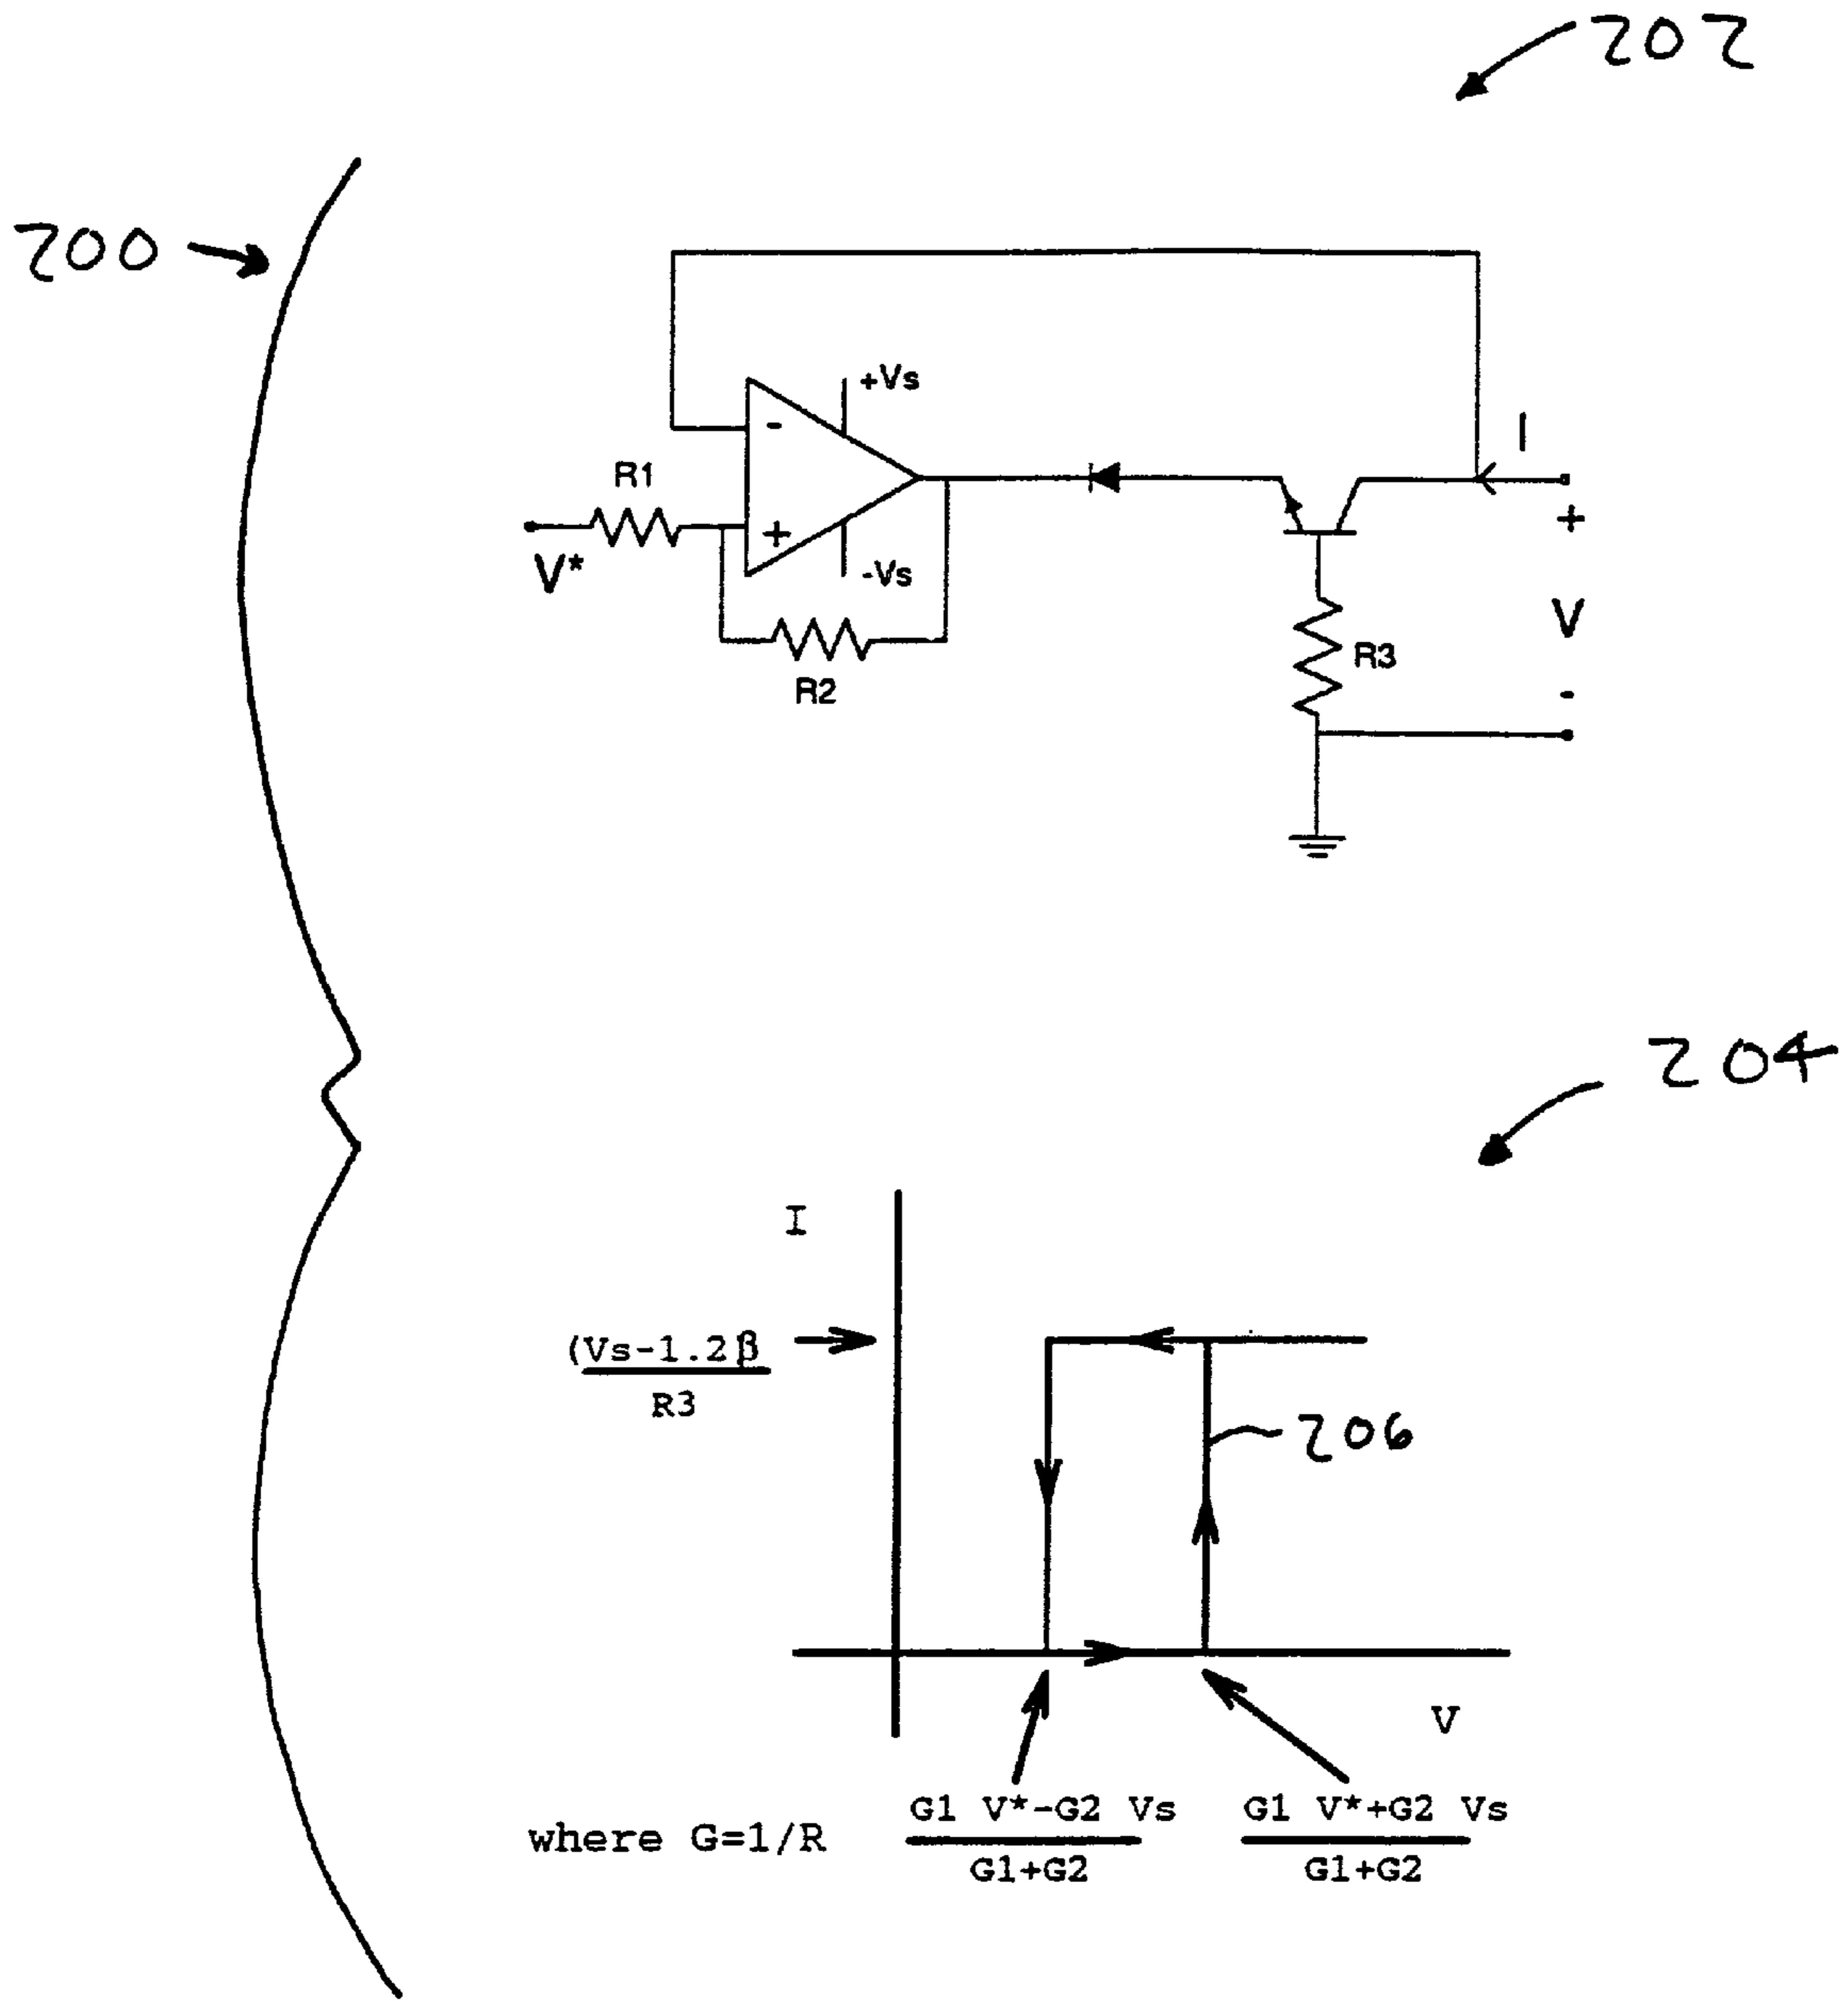 202
200
+Vs
-
I
R1
+
+
V*
-Vs
V
R3
R2
-
204
I
(Vs-1.2β
R3
206
V
G1 V*-G2 Vs
G1 V*+G2 Vs
where G=1/R
G1+G2
G1+G2